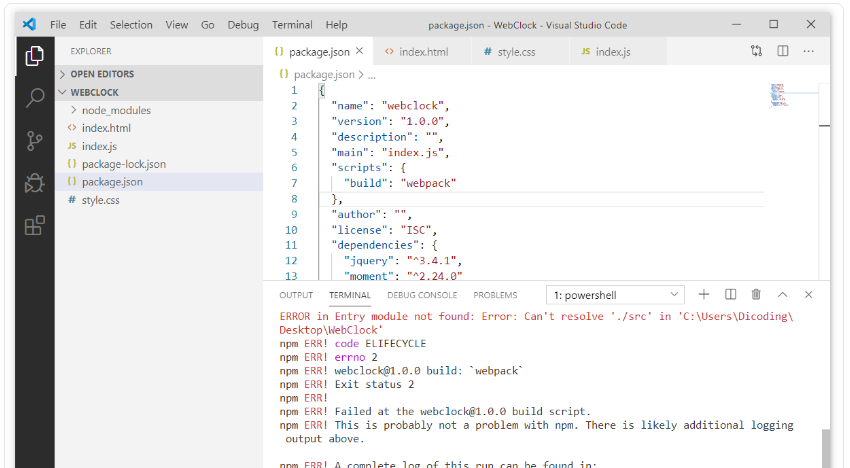 File Edit Selection View Go Debug Terminal Help package.json - WebClock - Visual Studio Code
EXPLORER
OPEN EDITORS
WEBCLOCK
node_modules
<> index.html
JS index.js
{} package-lock.json
{} package.json
# style.css
{} package.json <> index.html # style.css JS index.js
{} package.json > ...
1 {
2 "name": "webclock",
3 "version": "1.0.0",
4 "description": "",
5 "main": "index.js",
6 "scripts": {
7 "build": "webpack"
8 },
9 "author": "",
10 "license": "ISC",
11 "dependencies": {
12 "jquery": "^3.4.1",
13 "moment": "^2.24.0"
OUTPUT TERMINAL DEBUG CONSOLE PROBLEMS 1: powershell
ERROR in Entry module not found: Error: Can't resolve './src' in 'C:\Users\Dicoding\
Desktop\WebClock'
npm ERR! code ELIFECYCLE
npm ERR! errno 2
npm ERR! webclock@1.0.0 build: `webpack`
npm ERR! Exit status 2
npm ERR!
npm ERR! Failed at the webclock@1.0.0 build script.
npm ERR! This is probably not a problem with npm. There is likely additional logging
output above.
npm ERR! A complete log of this run can be found in: